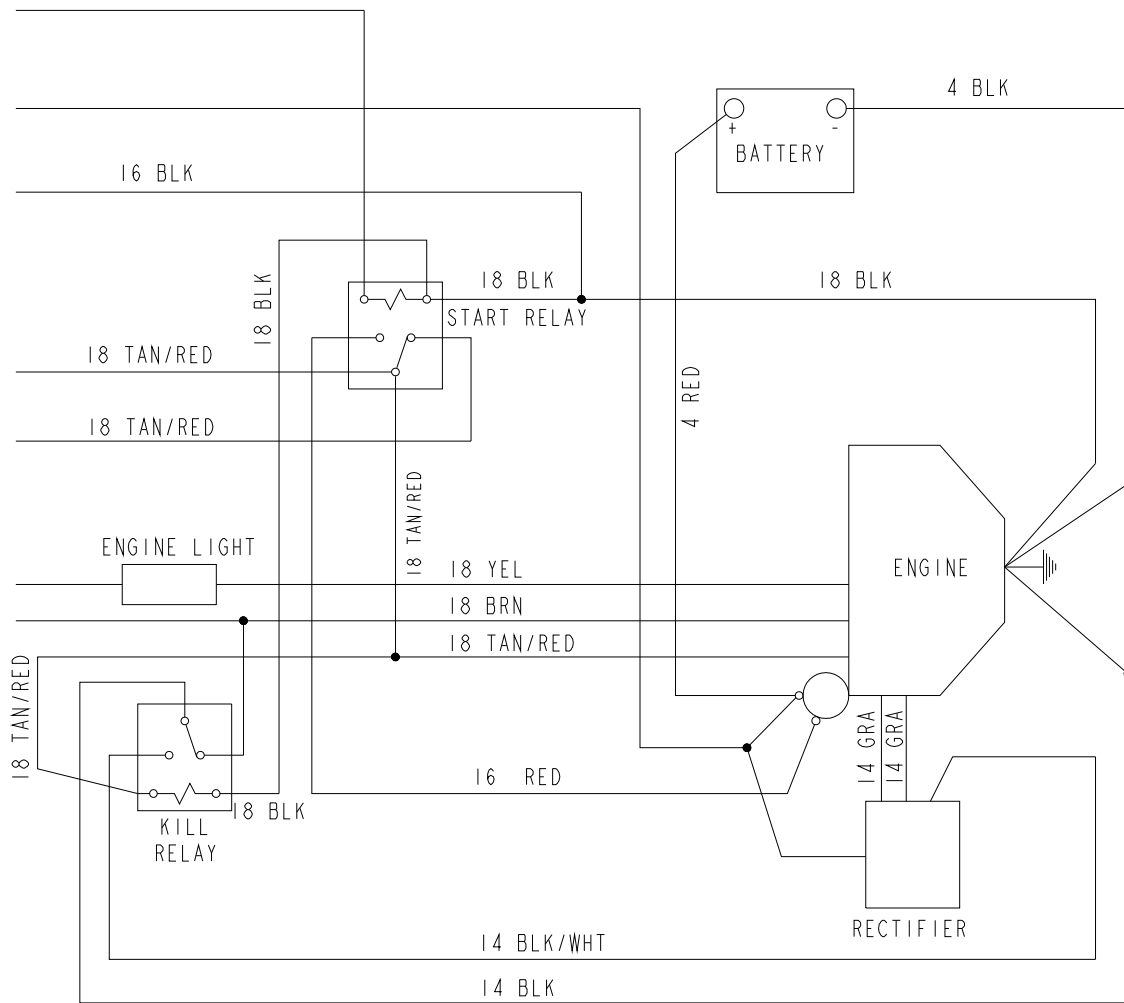 4 BLK
+
-
BATTERY
16 BLK
18 BLK
18 BLK
18 BLK
START RELAY
18 TAN/RED
4 RED
18 TAN/RED
18 TAN/RED
ENGINE LIGHT
18 YEL
ENGINE
18 BRN
18 TAN/RED
18 TAN/RED
14 GRA
14 GRA
16 RED
18 BLK
KILL
RELAY
RECTIFIER
14 BLK/WHT
14 BLK